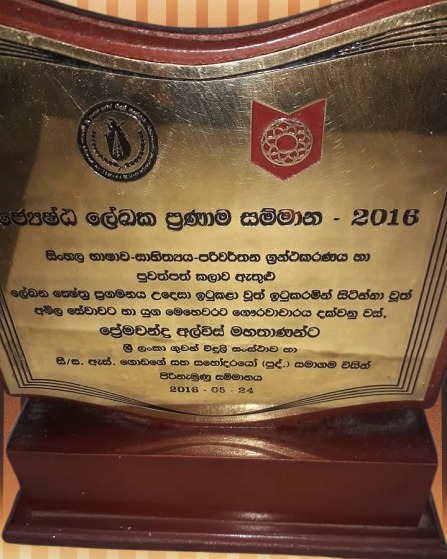 ජ්‍යෙෂ්ඨ ලේඛක ප්‍රණාම සම්මාන - 2016
සිංහල භාෂාව-සාහිත්‍යය-පරිවර්තන ග්‍රන්ථකරණය හා
පුවත්පත් කලාව ඇතුළු
ලේඛන ක්‍ෂේත්‍ර ප්‍රගමනය උදෙසා ඉටුකළා වූත් ඉටුකරමින් සිටින්නා වූත්
අමිල සේවාවට හා යුග මෙහෙවරට ගෞරවාචාරය දක්වනු වස්,
ප්‍රේමචන්ද්‍ර අල්විස් මහතාණන්ට
ශ්‍රී ලංකා ගුවන් විදුලි සංස්ථාව හා
සී/ස. ඇස්. ගොඩගේ සහ සහෝදරයෝ (පුද්.) සමාගම විසින්
පිරිනැමුණු සම්මානය
2016 - 05 - 24